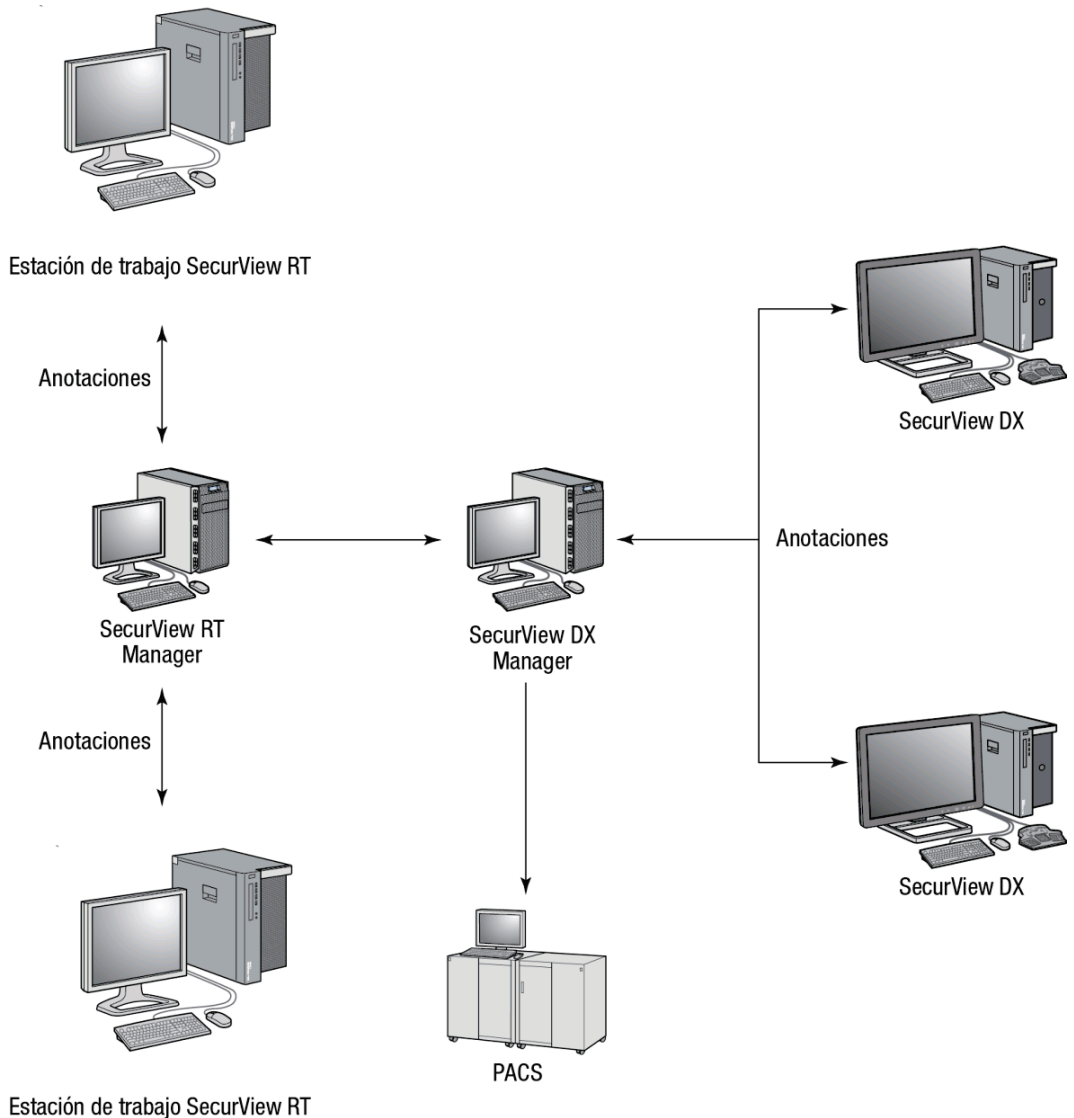 Estación de trabajo SecurView RT
Anotaciones
SecurView DX
Anotaciones
SecurView RT
Manager
SecurView DX
Manager
Anotaciones
SecurView DX
PACS
Estación de trabajo SecurView RT